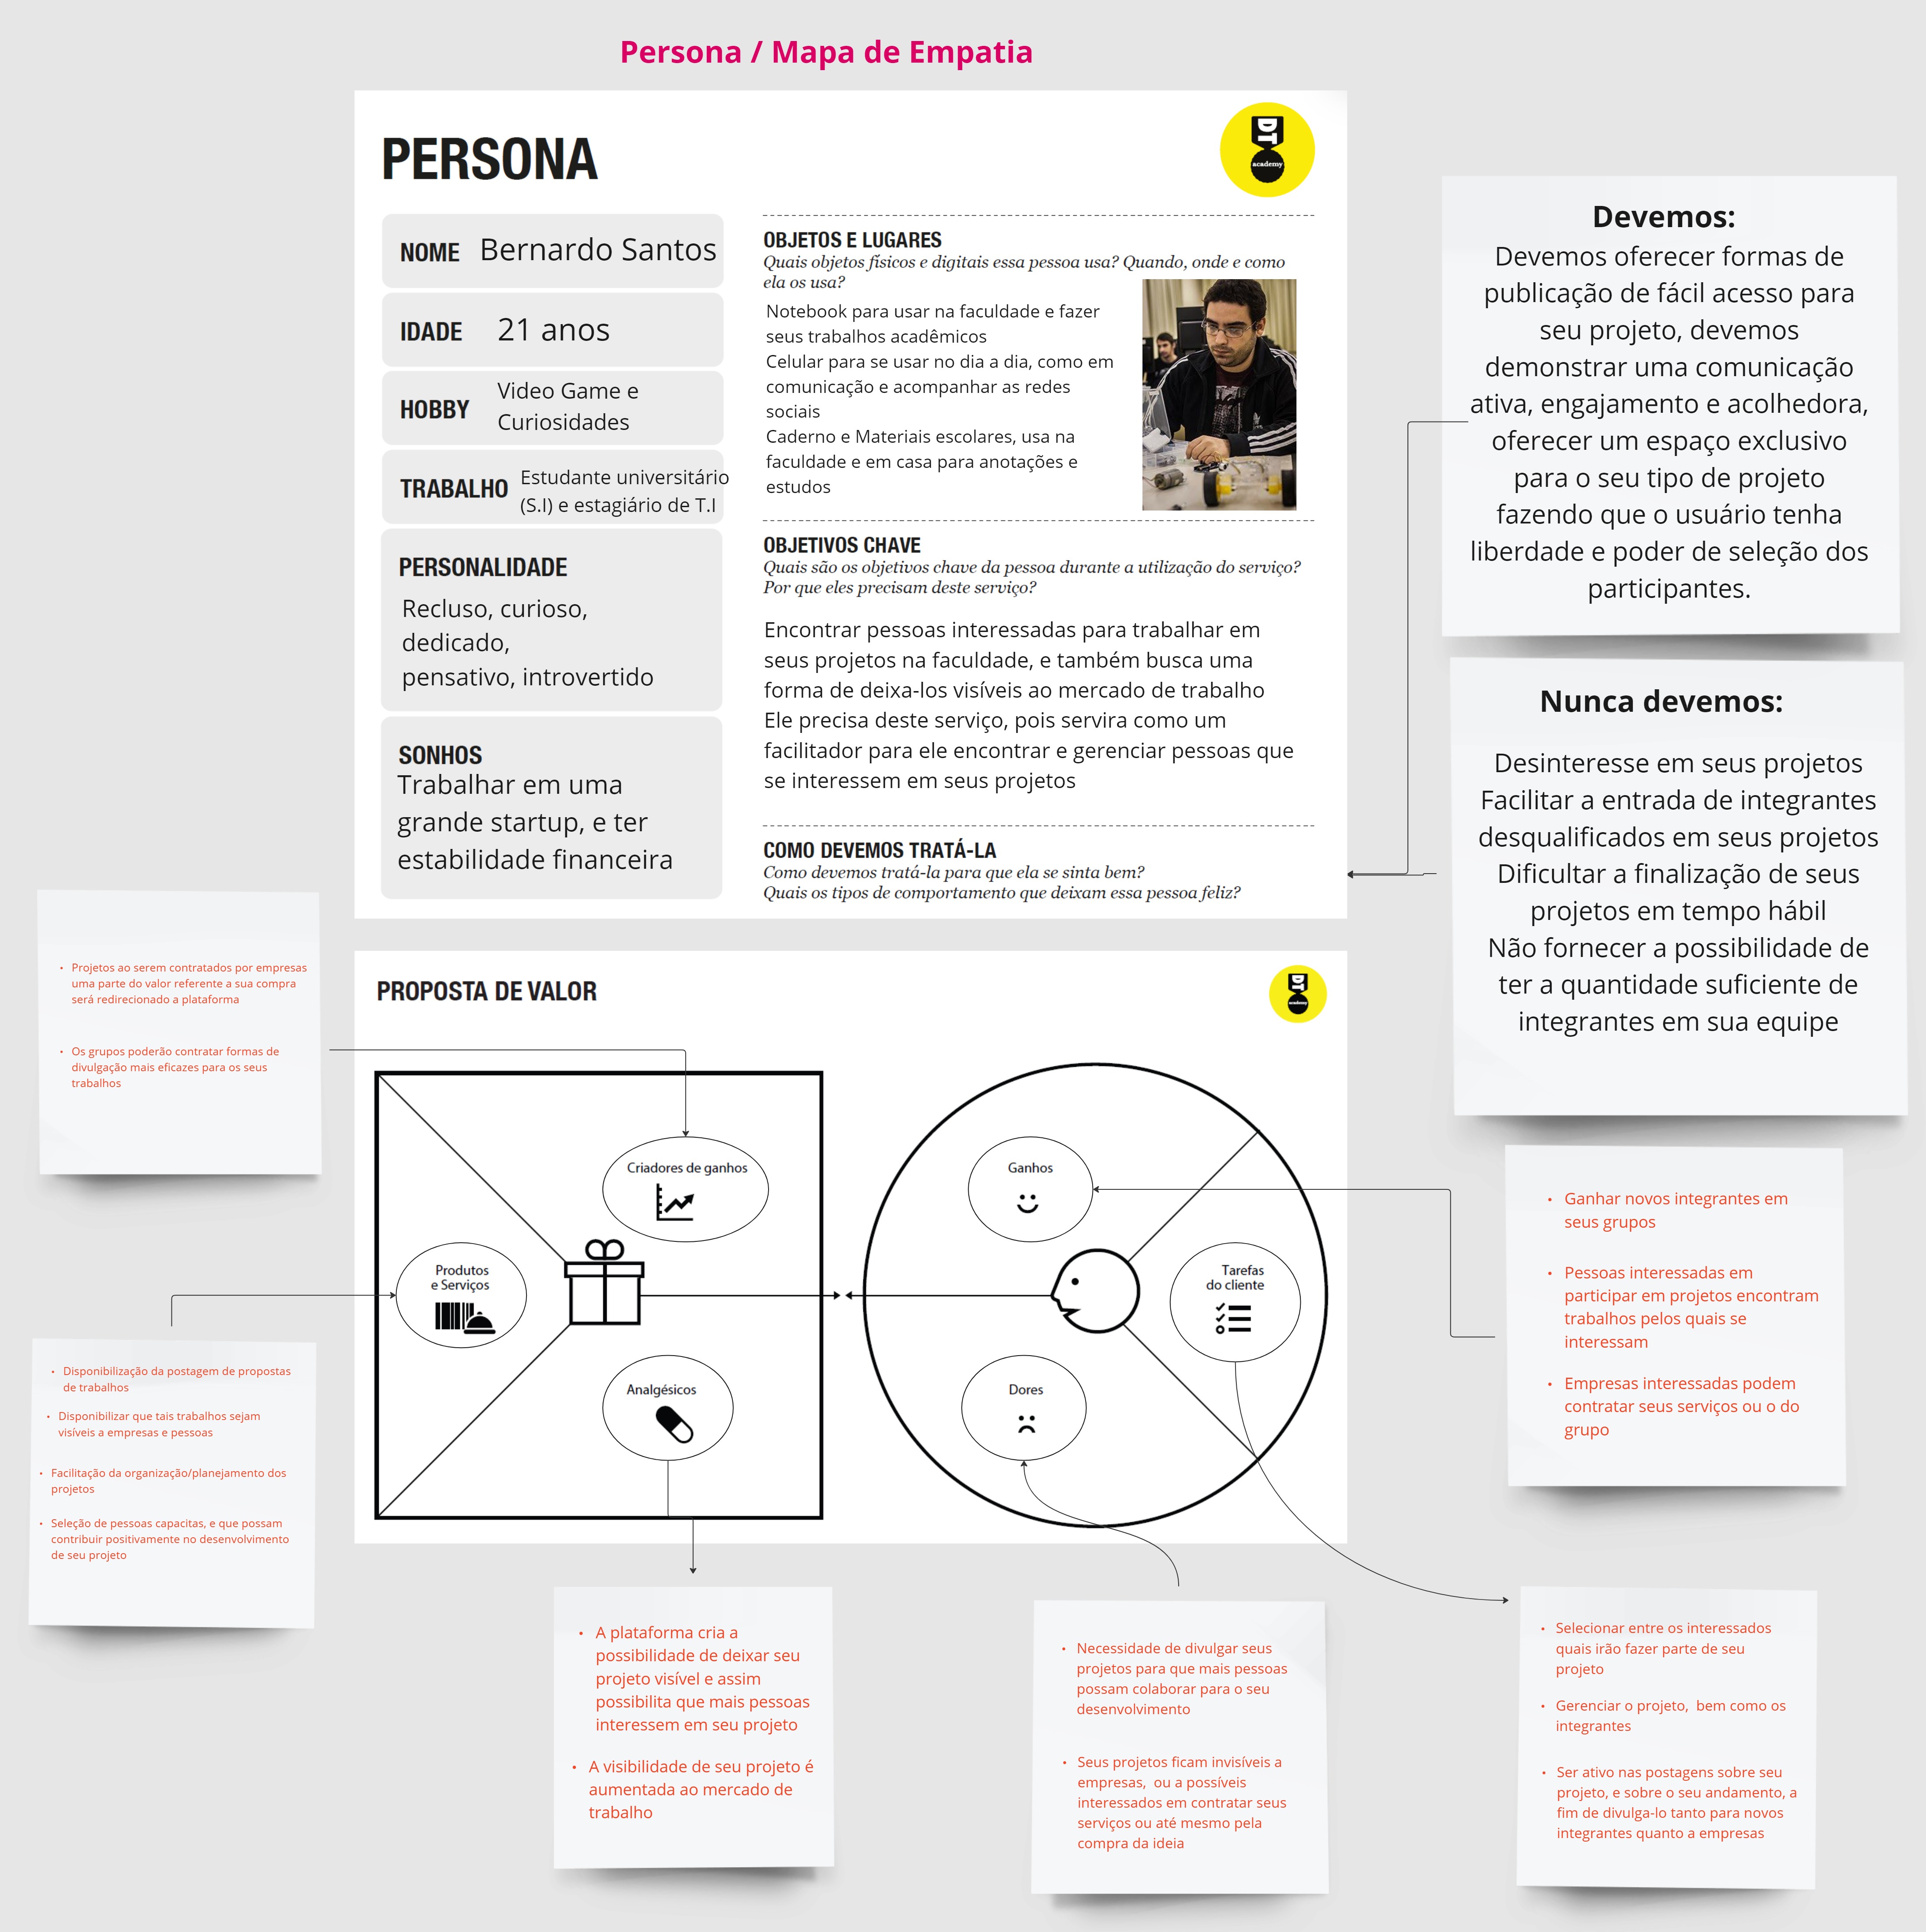 Persona / Mapa de Empatia
PERSONA
DT
academy
NOME Bernardo Santos
IDADE 21 anos
HOBBY Video Game e
Curiosidades
TRABALHO Estudante universitário
(S.I) e estagiário de T.I
PERSONALIDADE
Recluso, curioso,
dedicado,
pensativo, introvertido
SONHOS
Trabalhar em uma
grande startup, e ter
estabilidade financeira
OBJETOS E LUGARES
Quais objetos físicos e digitais essa pessoa usa? Quando, onde e como
ela os usa?
Notebook para usar na faculdade e fazer
seus trabalhos acadêmicos
Celular para se usar no dia a dia, como em
comunicação e acompanhar as redes
sociais
Caderno e Materiais escolares, usa na
faculdade e em casa para anotações e
estudos
OBJETIVOS CHAVE
Quais são os objetivos chave da pessoa durante a utilização do serviço?
Por que eles precisam deste serviço?
Encontrar pessoas interessadas para trabalhar em
seus projetos na faculdade, e também busca uma
forma de deixa-los visíveis ao mercado de trabalho
Ele precisa deste serviço, pois servira como um
facilitador para ele encontrar e gerenciar pessoas que
se interessem em seus projetos
COMO DEVEMOS TRATÁ-LA
Como devemos tratá-la para que ela se sinta bem?
Quais os tipos de comportamento que deixam essa pessoa feliz?
Devemos:
Devemos oferecer formas de
publicação de fácil acesso para
seu projeto, devemos
demonstrar uma comunicação
ativa, engajamento e acolhedora,
oferecer um espaço exclusivo
para o seu tipo de projeto
fazendo que o usuário tenha
liberdade e poder de seleção dos
participantes.
Nunca devemos:
Desinteresse em seus projetos
Facilitar a entrada de integrantes
desqualificados em seus projetos
Dificultar a finalização de seus
projetos em tempo hábil
Não fornecer a possibilidade de
ter a quantidade suficiente de
integrantes em sua equipe
PROPOSTA DE VALOR
DT
academy
• Projetos ao serem contratados por empresas
uma parte do valor referente a sua compra
será redirecionado a plataforma
• Os grupos poderão contratar formas de
divulgação mais eficazes para os seus
trabalhos
Criadores de ganhos
Produtos
e Serviços
Analgésicos
Ganhos
Tarefas
do cliente
Dores
• Ganhar novos integrantes em
seus grupos
• Pessoas interessadas em
participar em projetos encontram
trabalhos pelos quais se
interessam
• Empresas interessadas podem
contratar seus serviços ou o do
grupo
• Disponibilização da postagem de propostas
de trabalhos
• Disponibilizar que tais trabalhos sejam
visíveis a empresas e pessoas
• Facilitação da organização/planejamento dos
projetos
• Seleção de pessoas capacitas, e que possam
contribuir positivamente no desenvolvimento
de seu projeto
• A plataforma cria a
possibilidade de deixar seu
projeto visível e assim
possibilita que mais pessoas
interessem em seu projeto
• A visibilidade de seu projeto é
aumentada ao mercado de
trabalho
• Necessidade de divulgar seus
projetos para que mais pessoas
possam colaborar para o seu
desenvolvimento
• Seus projetos ficam invisíveis a
empresas, ou a possíveis
interessados em contratar seus
serviços ou até mesmo pela
compra da ideia
• Selecionar entre os interessados
quais irão fazer parte de seu
projeto
• Gerenciar o projeto, bem como os
integrantes
• Ser ativo nas postagens sobre seu
projeto, e sobre o seu andamento, a
fim de divulga-lo tanto para novos
integrantes quanto a empresas